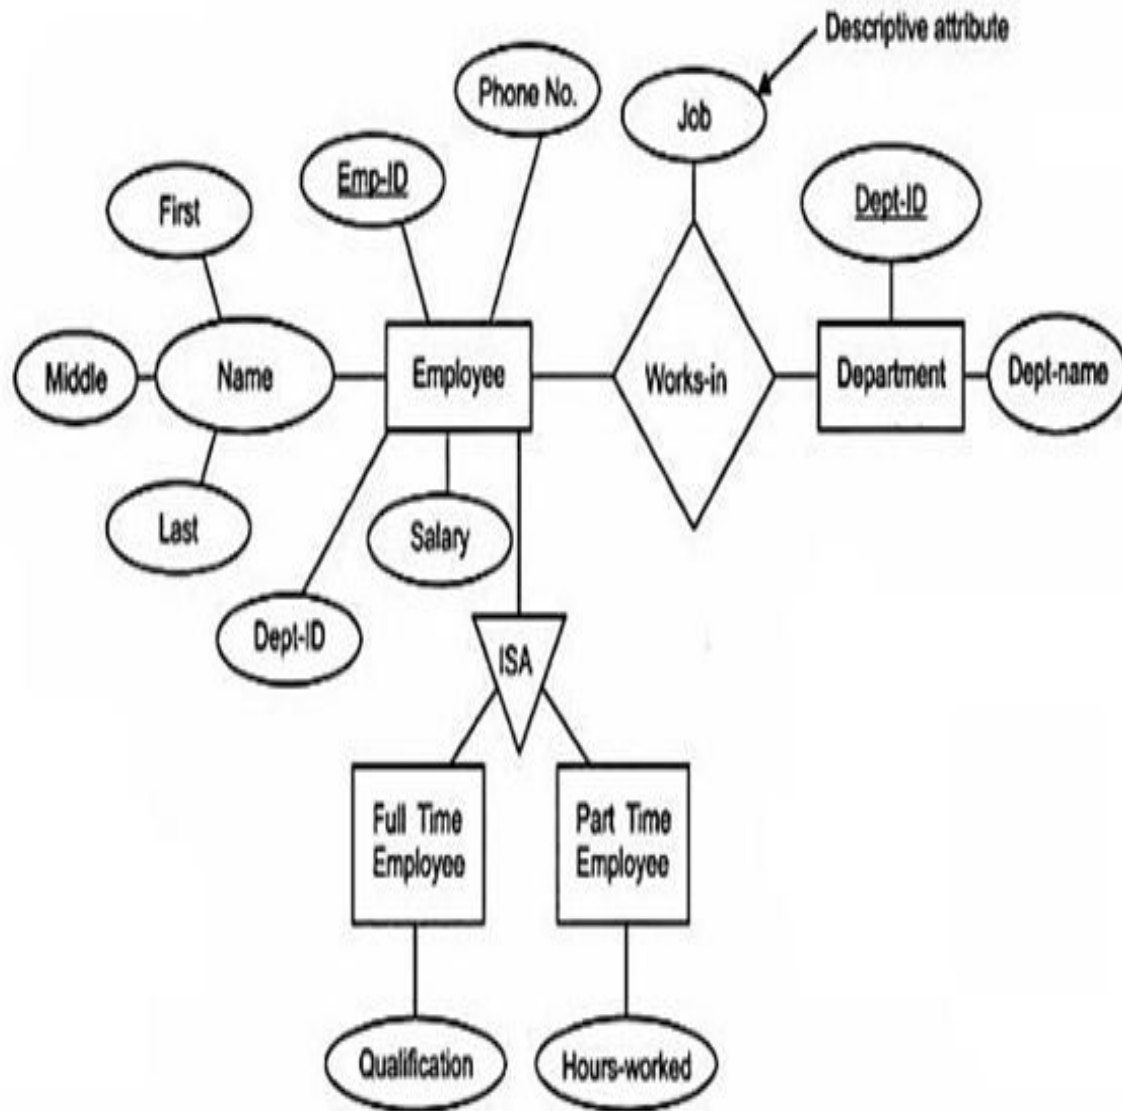 Descriptive attribute
Phone No.
Job
Emp-ID
Dept-ID
First
Middle
Name
Employee
Works-in
Department
Dept-name
Last
Salary
Dept-ID
ISA
Full Time
Employee
Part Time
Employee
Qualification
Hours-worked